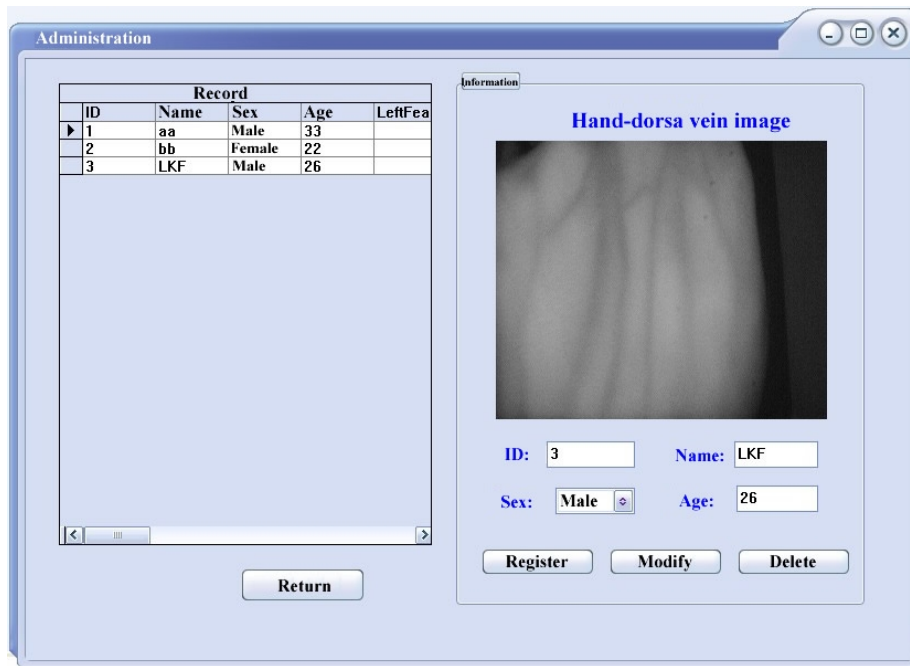 Administration
Record
ID Name Sex Age LeftFea
1 aa Male 33
2 bb Female 22
3 LKF Male 26
Return
Information
Hand-dorsa vein image
ID: 3 Name: LKF
Sex: Male Age: 26
Register Modify Delete